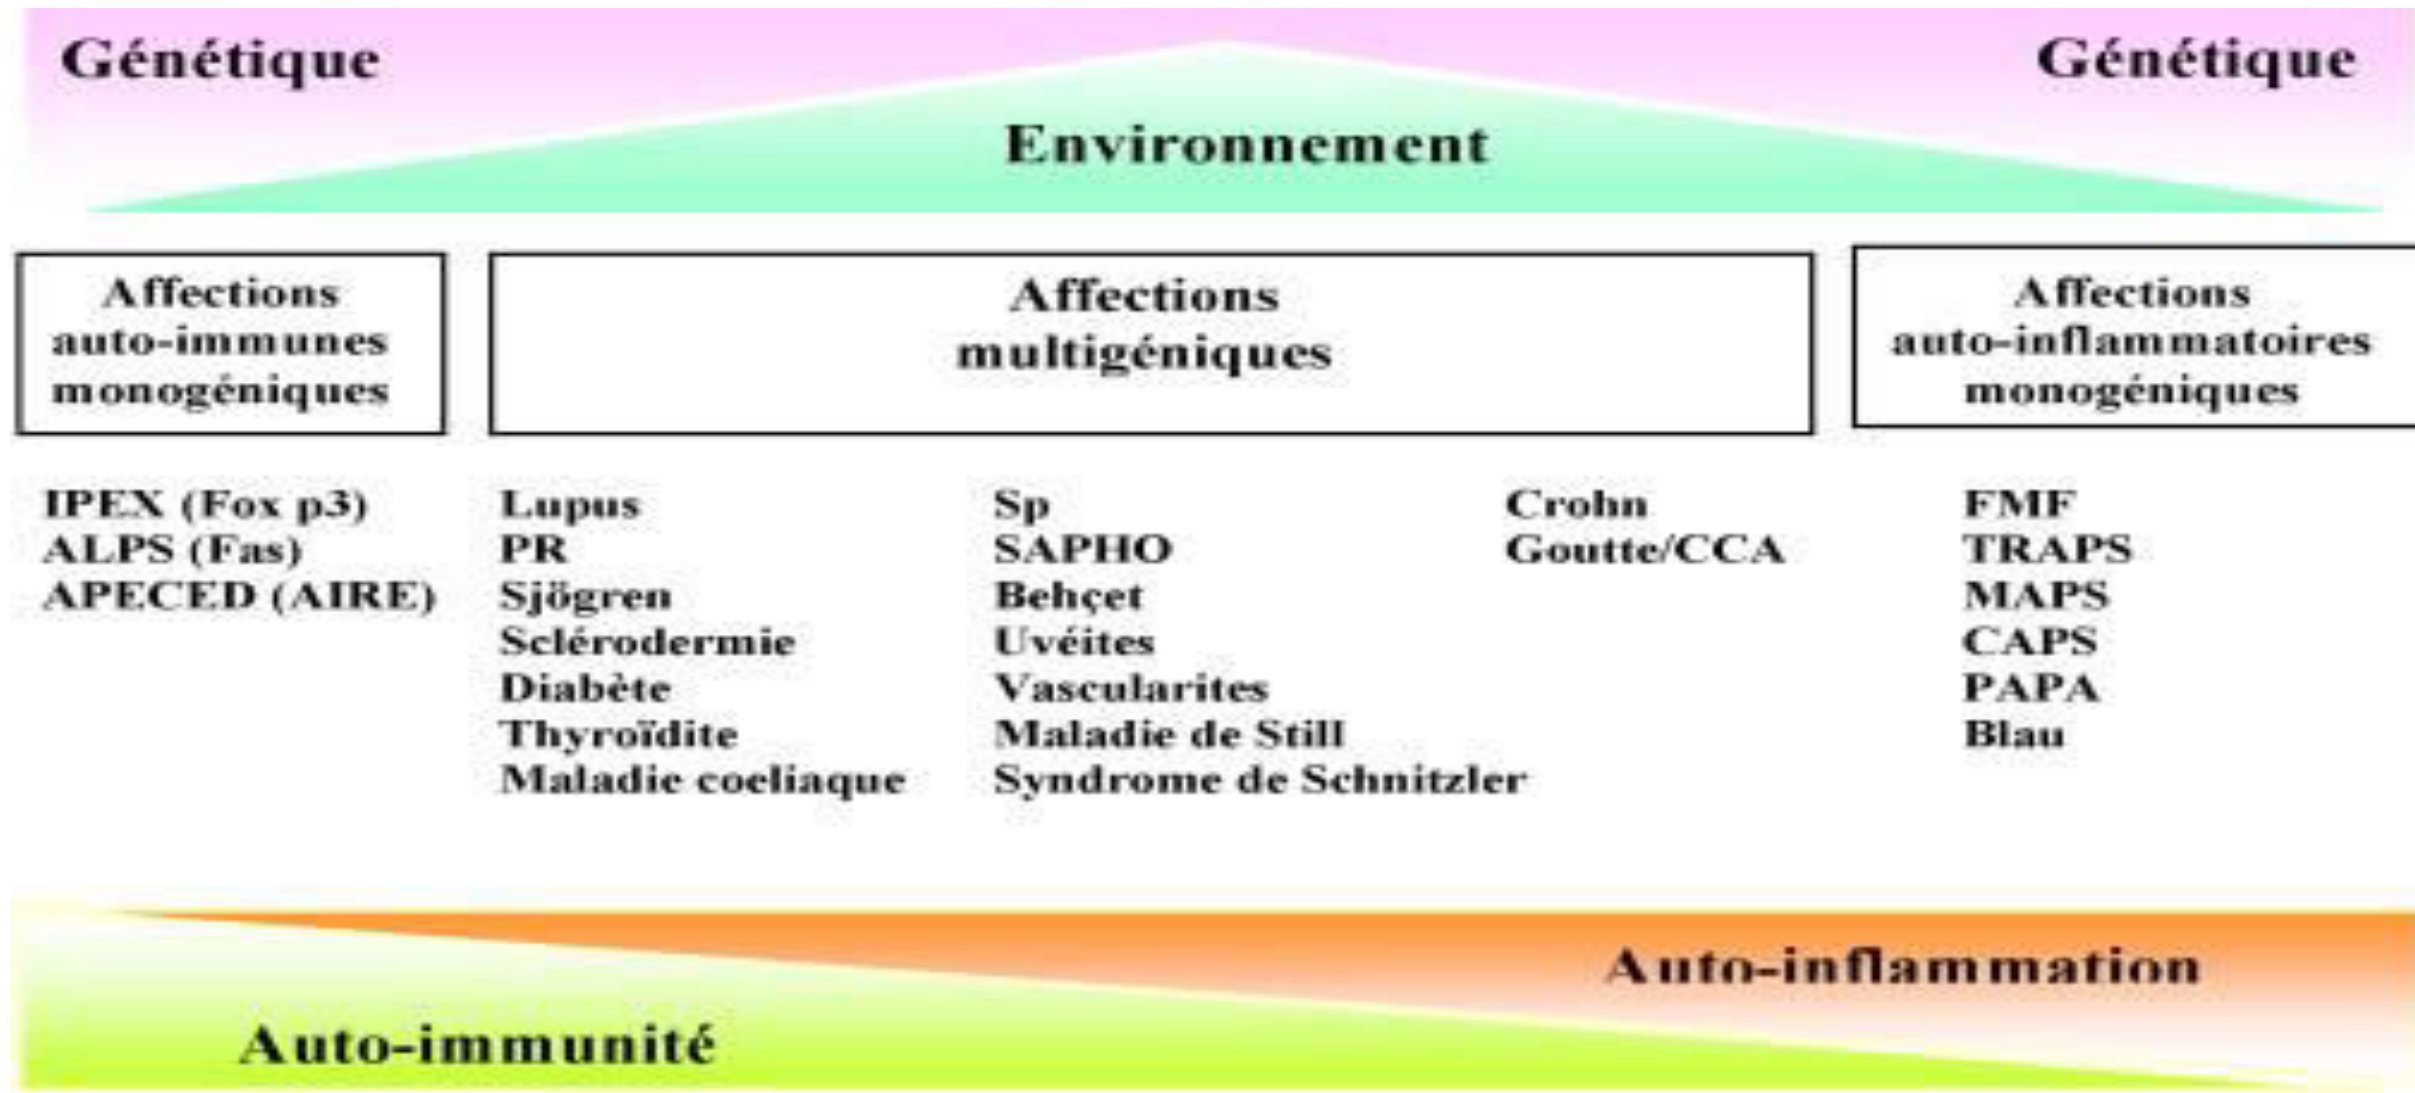 Génétique
Génétique
Environnement
Affections
auto-immunes
monogéniques
Affections
multigéniques
Affections
auto-inflammatoires
monogéniques
IPEX (Fox p3)
ALPS (Fas)
APECED (AIRE)
Lupus
PR
Sjögren
Sclérodermie
Diabète
Thyroïdite
Maladie coeliaque
Sp
SAPHO
Behçet
Uvéites
Vascularites
Maladie de Still
Syndrome de Schnitzler
Crohn
Goutte/CCA
FMF
TRAPS
MAPS
CAPS
PAPA
Blau
Auto-inflammation
Auto-immunité